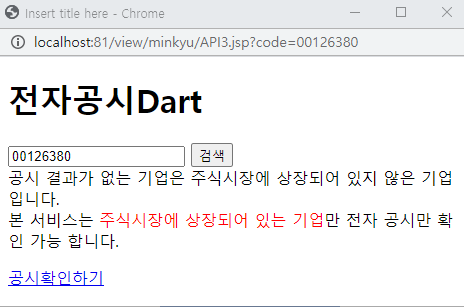 Insert title here - Chrome
localhost:81/view/minkyu/API3.jsp?code=00126380
전자공시Dart
00126380 검색
공시 결과가 없는 기업은 주식시장에 상장되어 있지 않은 기업
입니다.
본 서비스는 주식시장에 상장되어 있는 기업만 전자 공시만 확
인 가능 합니다.
공시확인하기